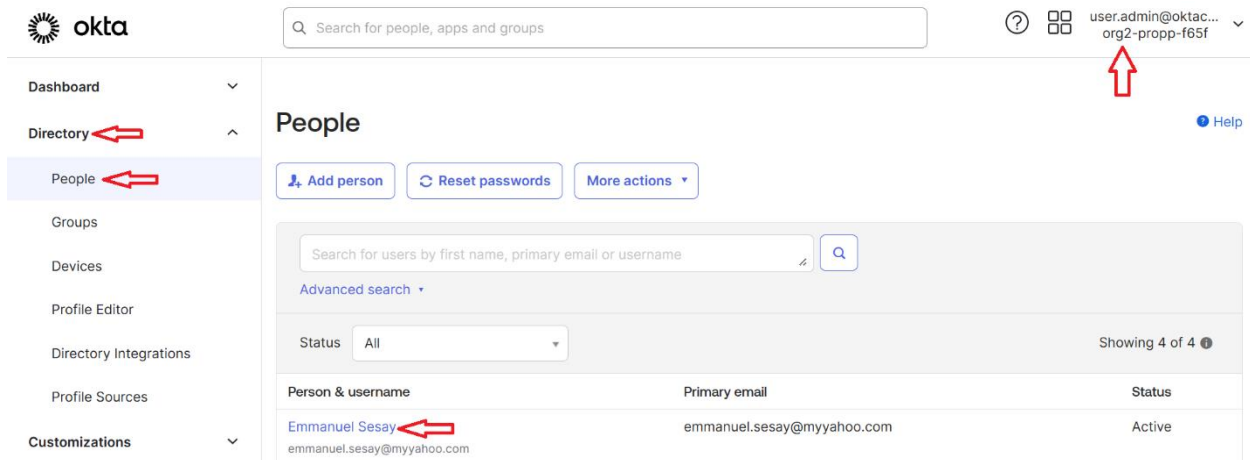 okta
Search for people, apps and groups
user.admin@oktac...
org2-propp-f65f
Dashboard
Directory
People
Groups
Devices
Profile Editor
Directory Integrations
Profile Sources
Customizations
People
Help
Add person
Reset passwords
More actions
Search for users by first name, primary email or username
Advanced search
Status All
Showing 4 of 4
Person & username Primary email Status
Emmanuel Sesay emmanuel.sesay@myyahoo.com Active
emmanuel.sesay@myyahoo.com